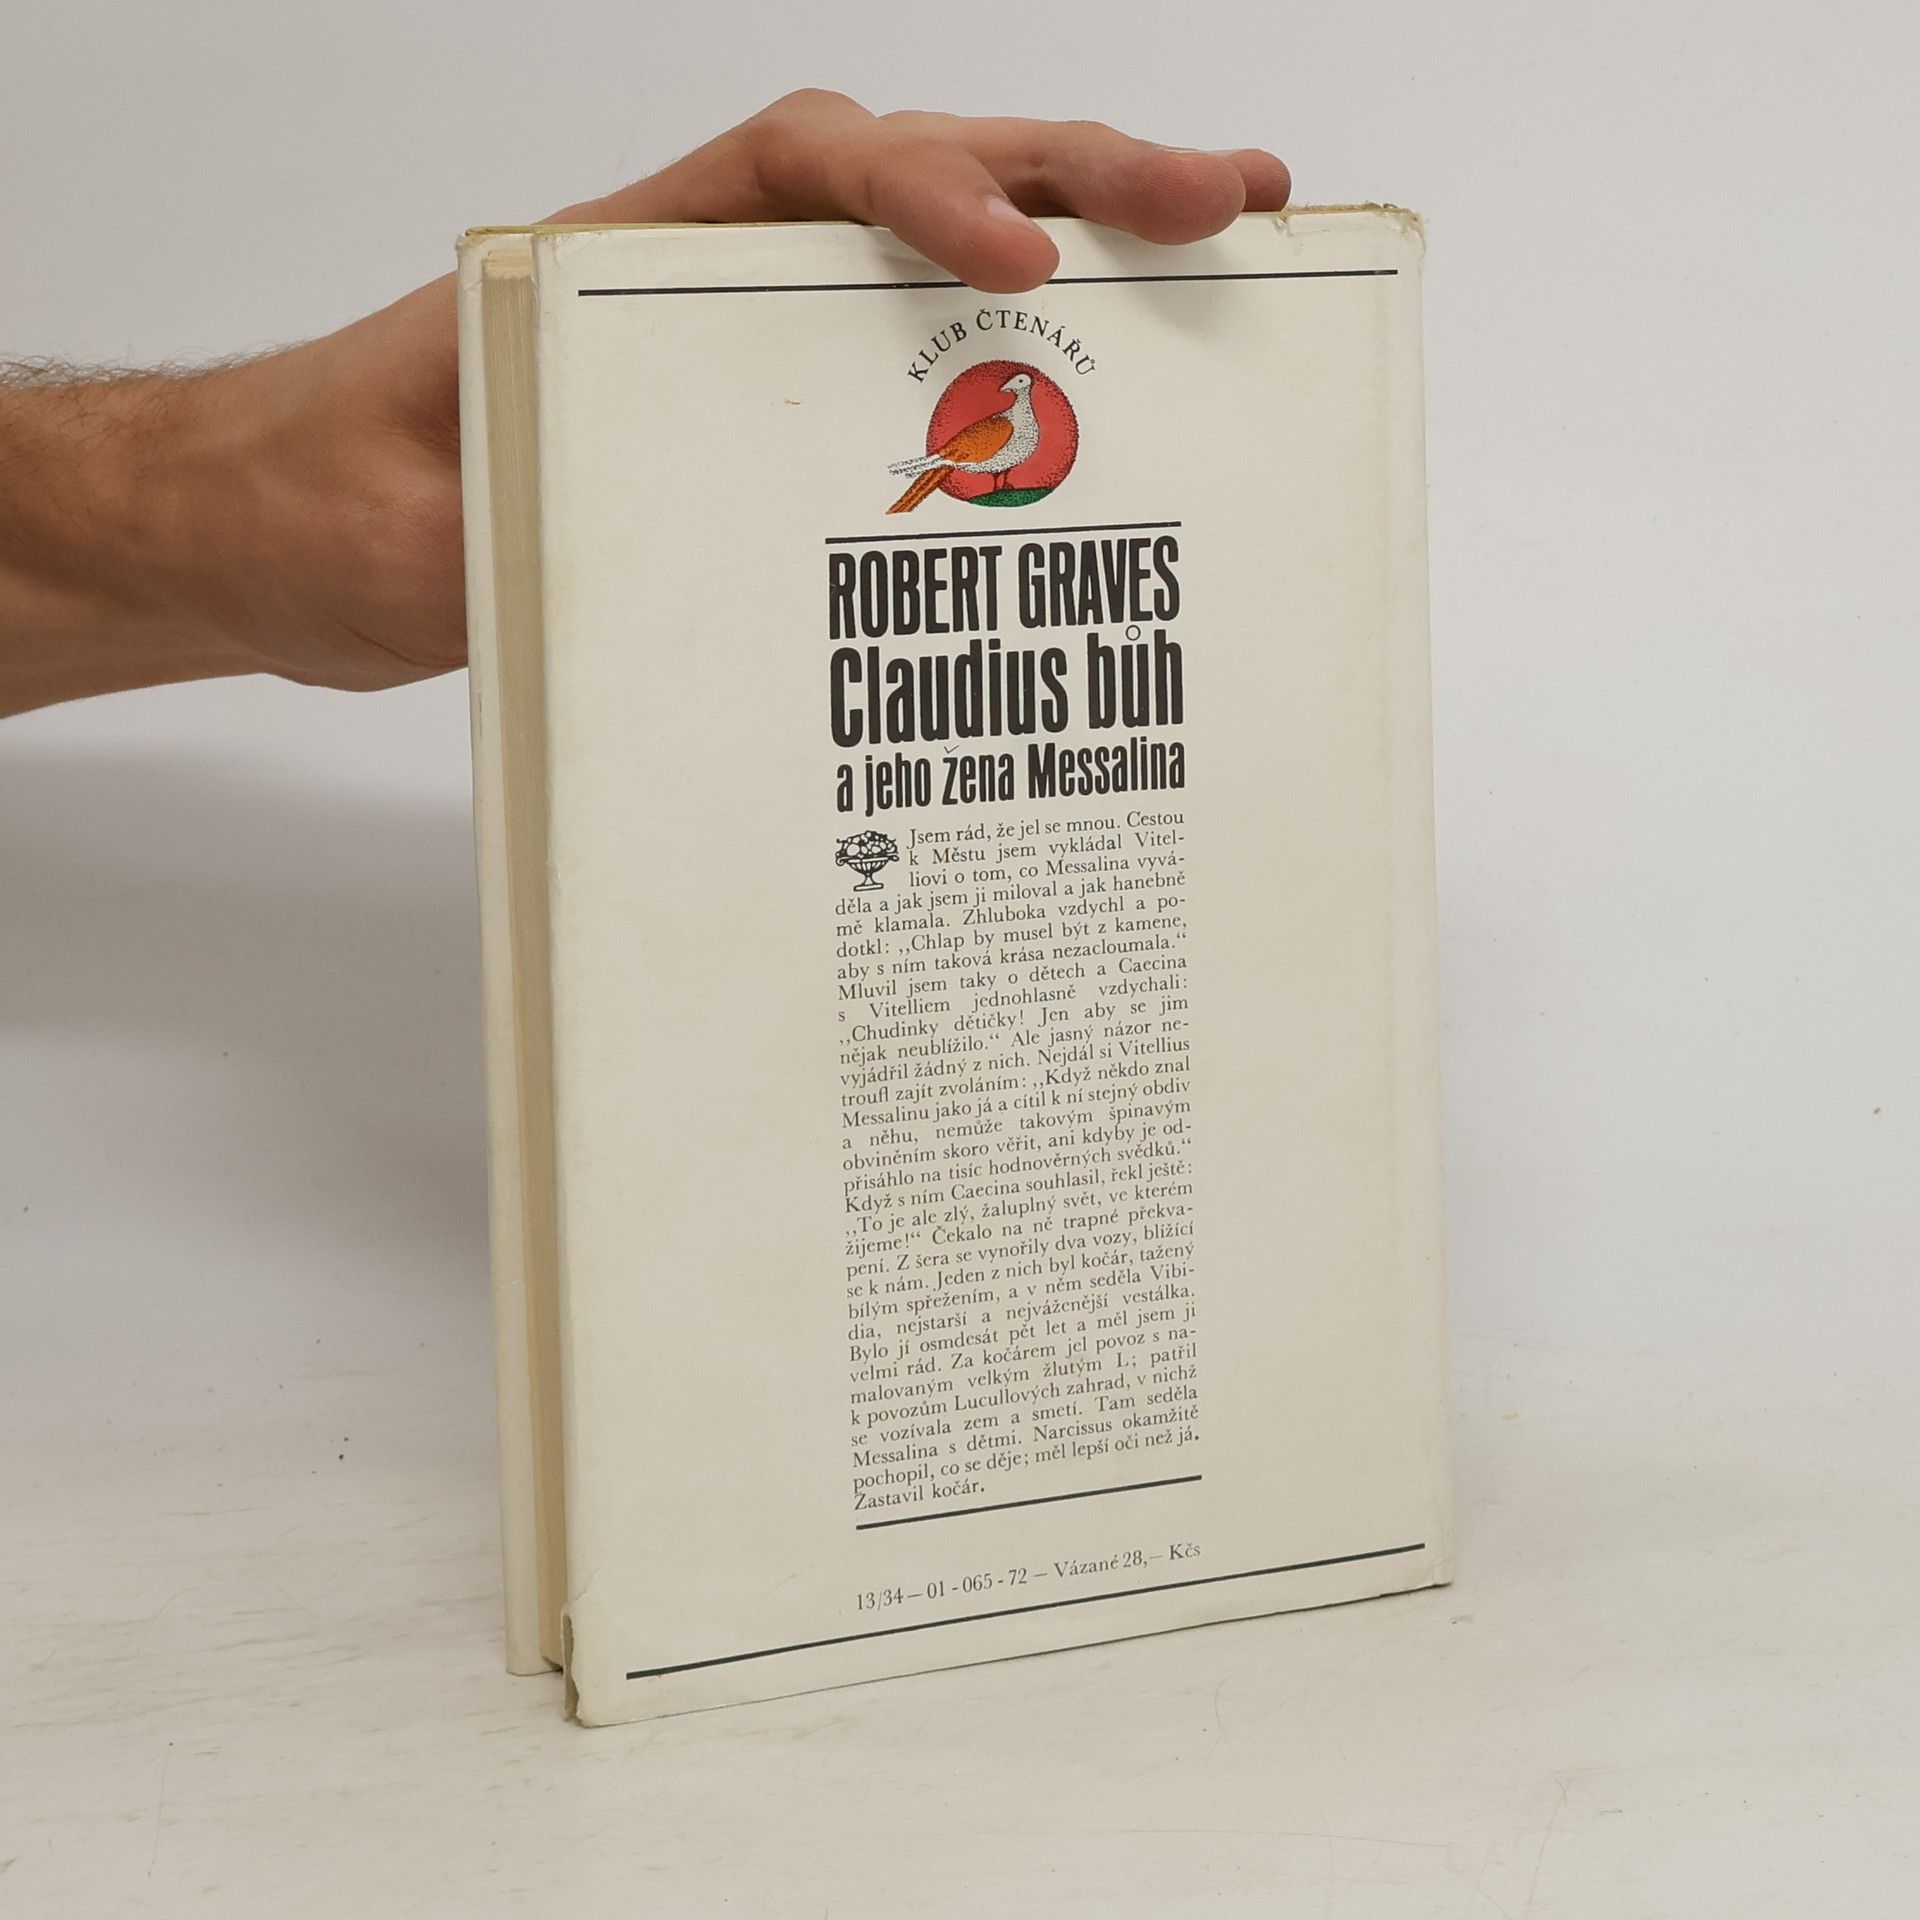 KLUB ČTENÁŘŮ
ROBERT GRAVES
Claudius bůh
a jeho žena Messalina
Jsem rád, že jel se mnou. Cestou
k Městu jsem vykládal Vitel-
liovi o tom, co Messalina vyvá-
děla a jak jsem ji miloval a jak hanebně
mě klamala. Zhluboka vzdychl a po-
dotkl: ,,Chlap by musel být z kamene,
aby s ním taková krása nezacloumala.“
Mluvil jsem taky o dětech a Caecina
s Vitelliem jednohlasně vzdychali:
,,Chudinky dětičky! Jen aby se jim
nějak neublížilo.“ Ale jasný názor ne-
vyjádřil žádný z nich. Nejdál si Vitellius
troufl zajít zvoláním: ,,Když někdo znal
Messalinu jako já a cítil k ní stejný obdiv
a něhu, nemůže takovým špinavým
obviněním skoro věřit, ani kdyby je od-
přisáhlo na tisíc hodnověrných svědků.“
Když s ním Caecina souhlasil, řekl ještě:
,,To je ale zlý, žaluplný svět, ve kterém
žijeme!“ Čekalo na ně trapné překva-
pení. Z šera se vynořily dva vozy, blížící
se k nám. Jeden z nich byl kočár, tažený
bílým spřežením, a v něm seděla Vibi-
dia, nejstarší a nejváženější vestálka.
Bylo jí osmdesát pět let a měl jsem ji
velmi rád. Za kočárem jel povoz s na-
malovaným velkým žlutým L; patřil
k povozům Lucullových zahrad, v nichž
se vozívala zem a smetí. Tam seděla
Messalina s dětmi. Narcissus okamžitě
pochopil, co se děje; měl lepší oči než já.
Zastavil kočár.
13/34 — 01 - 065 - 72 — Vázané 28,— Kčs